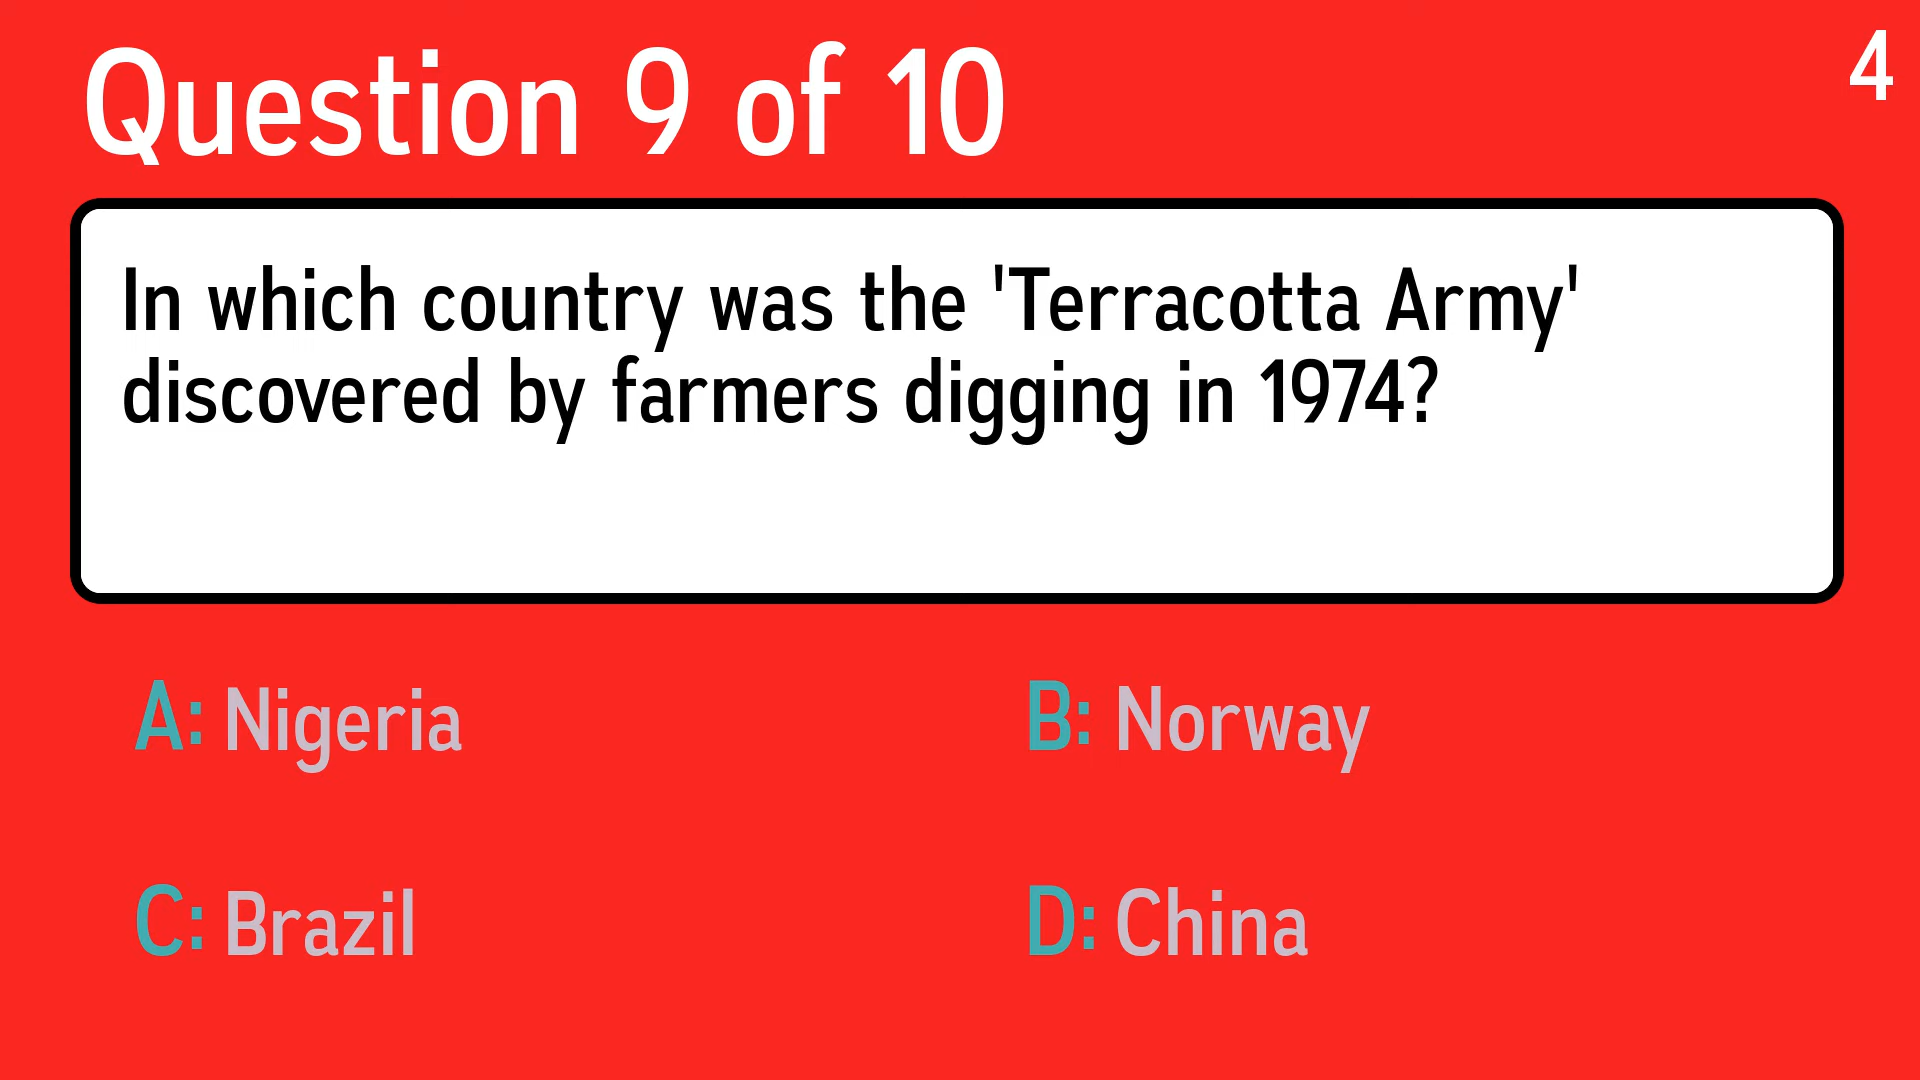 Question 9 of 10
4
In which country was the 'Terracotta Army'
discovered by farmers digging in 1974?
A: Nigeria
B: Norway
C: Brazil
D: China